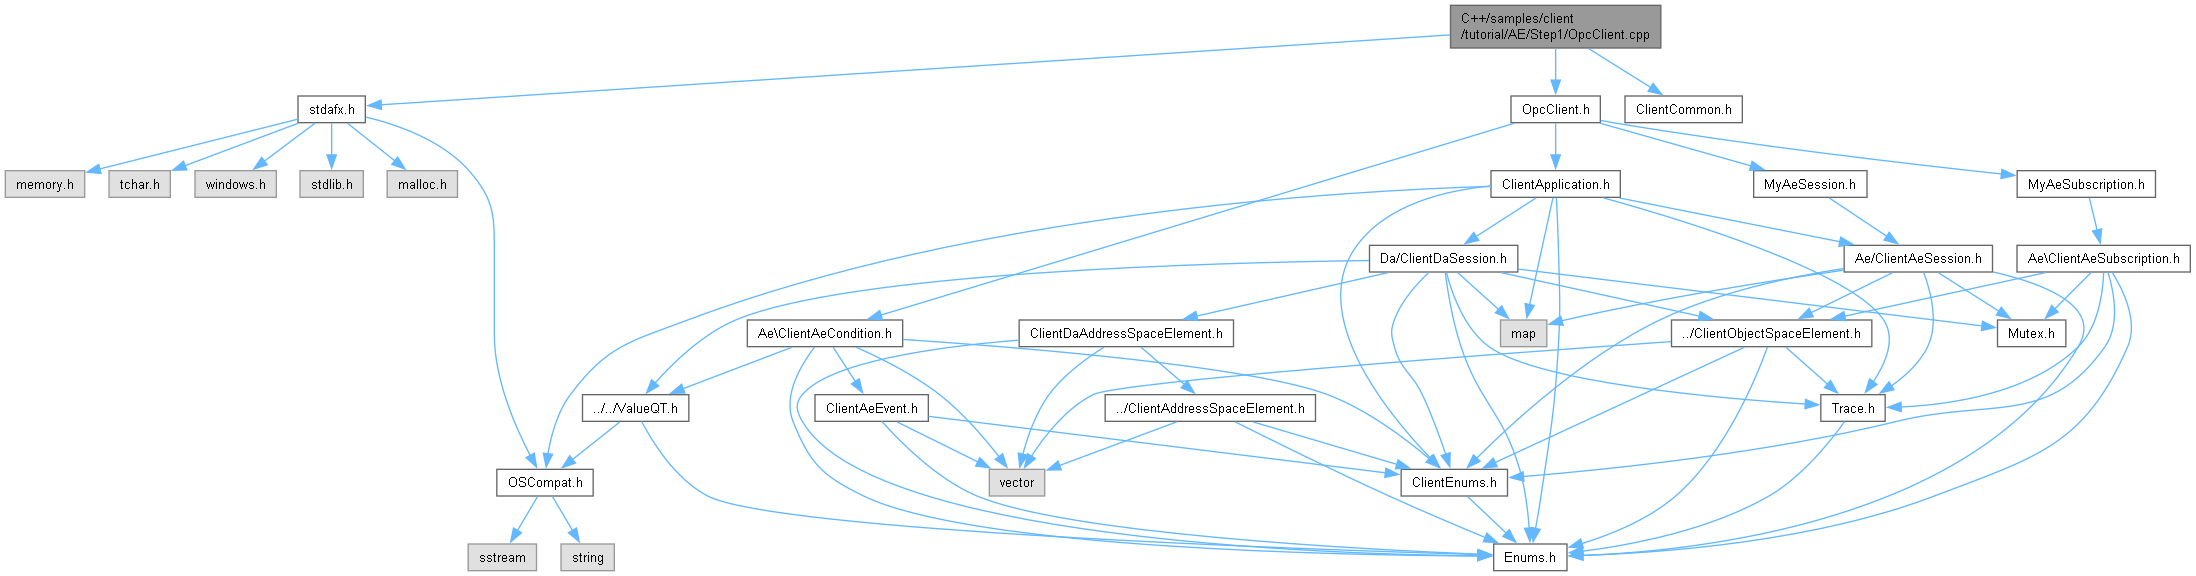 C++/samples/client
/tutorial/AE/Step1/OpcClient.cpp
stdafx.h
OpcClient.h
ClientCommon.h
memory.h
tchar.h
windows.h
stdlib.h
malloc.h
ClientApplication.h
MyAeSession.h
MyAeSubscription.h
Da/ClientDaSession.h
Ae/ClientAeSession.h
Ae\ClientAeSubscription.h
Ae\ClientAeCondition.h
ClientDaAddressSpaceElement.h
map
../ClientObjectSpaceElement.h
Mutex.h
../../ValueQT.h
ClientAeEvent.h
../ClientAddressSpaceElement.h
Trace.h
OSCompat.h
vector
ClientEnums.h
sstream
string
Enums.h